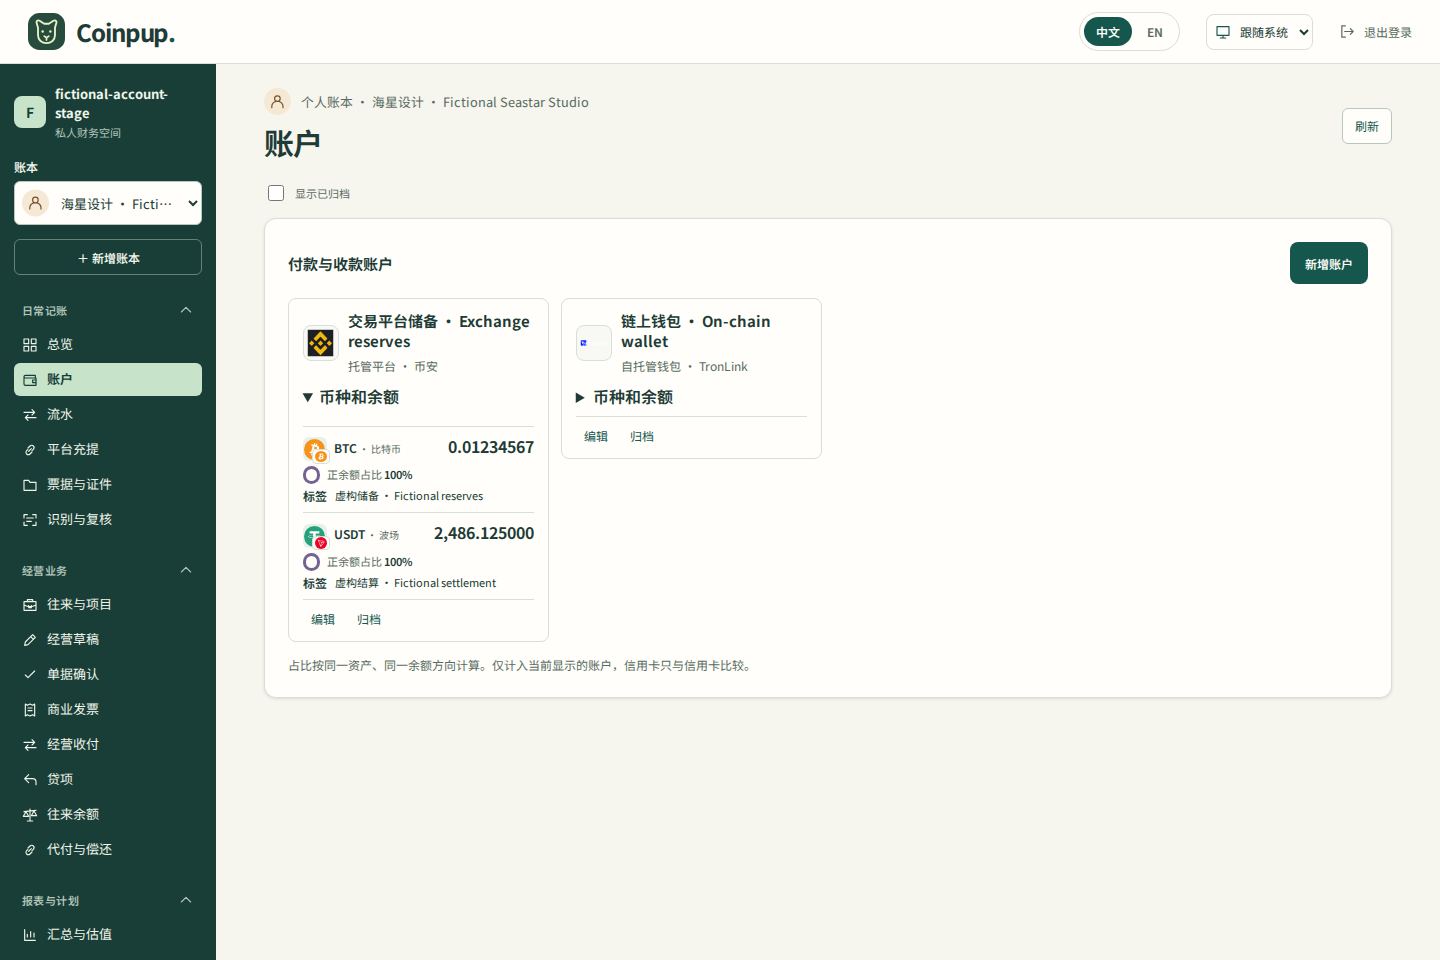 Coinpup.
中文
EN
跟随系统
退出登录
F
fictional-account-stage
私人财务空间
账本
海星设计 · Ficti···
＋ 新增账本
日常记账
总览
账户
流水
平台充提
票据与证件
识别与复核
经营业务
往来与项目
经营草稿
单据确认
商业发票
经营收付
贷项
往来余额
代付与偿还
报表与计划
汇总与估值
个人账本 · 海星设计 · Fictional Seastar Studio
账户
刷新
显示已归档
付款与收款账户
新增账户
交易平台储备 · Exchange
reserves
托管平台 · 币安
币种和余额
BTC · 比特币
0.01234567
正余额占比 100%
标签 虚构储备 · Fictional reserves
USDT · 波场
2,486.125000
正余额占比 100%
标签 虚构结算 · Fictional settlement
编辑
归档
链上钱包 · On-chain
wallet
自托管钱包 · TronLink
币种和余额
编辑
归档
占比按同一资产、同一余额方向计算。仅计入当前显示的账户，信用卡只与信用卡比较。